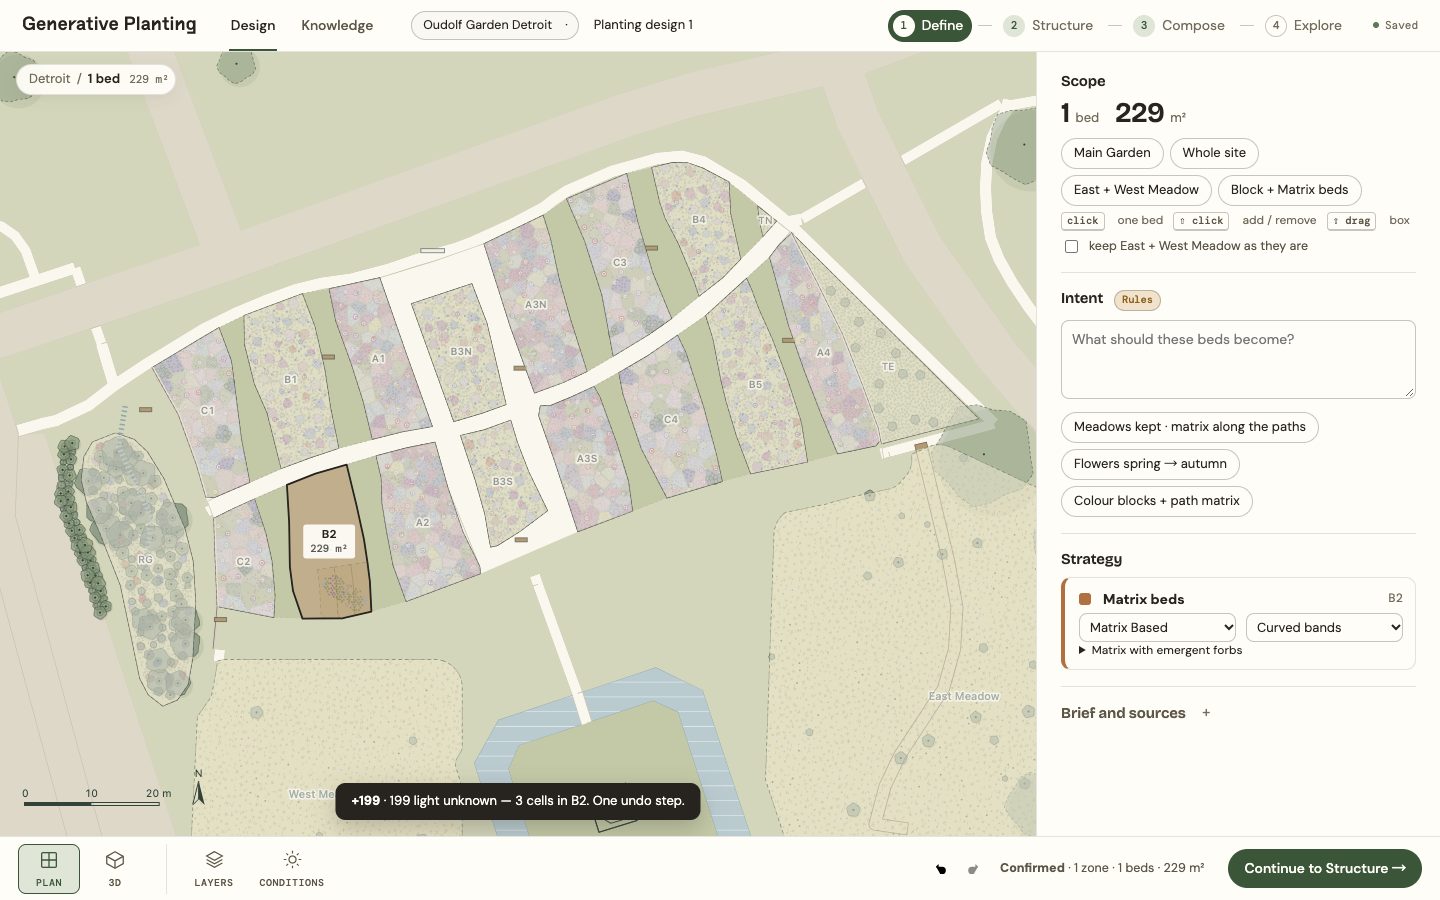 Generative Planting
Design
Knowledge
Oudolf Garden Detroit ·
Planting design 1
1 Define
2 Structure
3 Compose
4 Explore
Saved
Detroit / 1 bed 229 m²
B4
TN
C3
A3N
A1
B3N
B1
A4
TE
C1
B5
C4
A3S
B3S
A2
B2
229 m²
C2
RG
East Meadow
West Me
0 10 20 m
N
+199 · 199 light unknown — 3 cells in B2. One undo step.
Scope
1 bed 229 m²
Main Garden
Whole site
East + West Meadow
Block + Matrix beds
click one bed ⇧ click add / remove ⇧ drag box
keep East + West Meadow as they are
Intent Rules
What should these beds become?
Meadows kept · matrix along the paths
Flowers spring → autumn
Colour blocks + path matrix
Strategy
Matrix beds B2
Matrix Based
Curved bands
Matrix with emergent forbs
Brief and sources +
PLAN
3D
LAYERS
CONDITIONS
Confirmed · 1 zone · 1 beds · 229 m²
Continue to Structure →